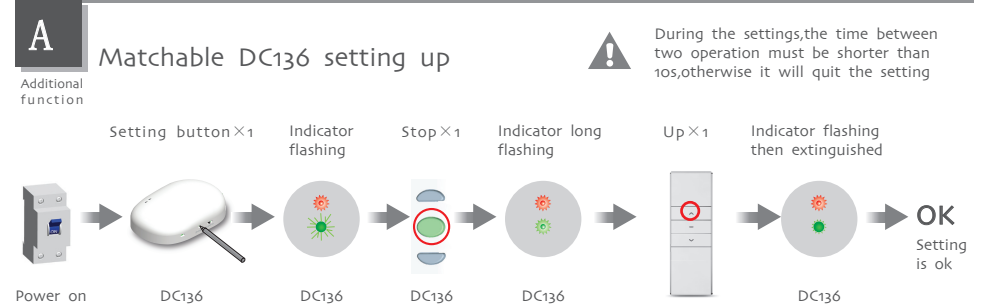 A
Additional
function
Matchable DC136 setting up
During the settings,the time between
two operation must be shorter than
10s,otherwise it will quit the setting
Setting button×1
Indicator
flashing
Stop×1
Indicator long
flashing
Up×1
Indicator flashing
then extinguished
OK
Setting
is ok
Power on
DC136
DC136
DC136
DC136
DC136